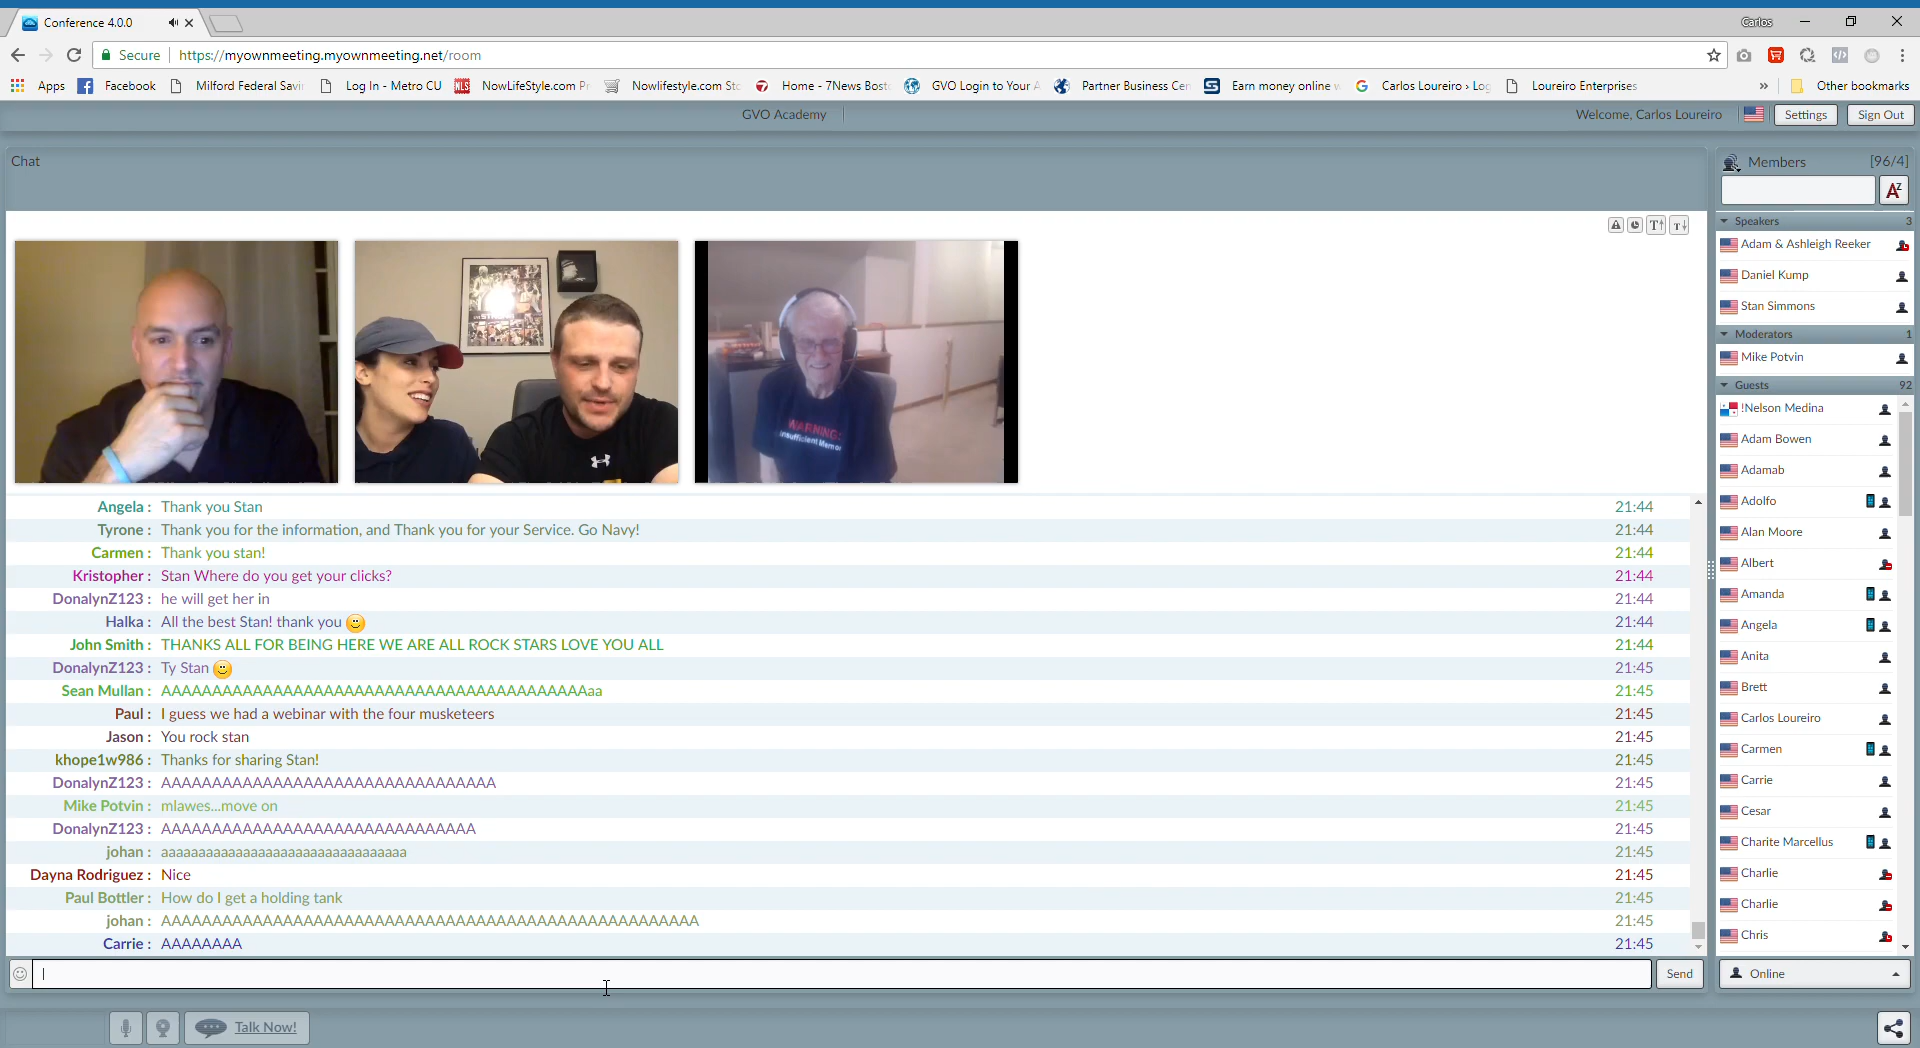 Conference 4.0.0
Carlos
Secure
https://myownmeeting.myownmeeting.net/room
Apps
Facebook
Milford Federal Savi
Log In - Metro CU
NLS
NowLifeStyle.com P
Nowlifestyle.com Sto
Home - 7News Bost
GVO Login to Your A
Partner Business Cen
Earn money online w
Carlos Loureiro › Log
Loureiro Enterprises
»
Other bookmarks
GVO Academy
Welcome, Carlos Loureiro
Settings
Sign Out
Chat
WARNING:
Insufficient Memor
Angela : Thank you Stan 21:44
Tyrone : Thank you for the information, and Thank you for your Service. Go Navy! 21:44
Carmen : Thank you stan! 21:44
Kristopher : Stan Where do you get your clicks? 21:44
DonalynZ123 : he will get her in 21:44
Halka : All the best Stan! thank you 21:44
John Smith : THANKS ALL FOR BEING HERE WE ARE ALL ROCK STARS LOVE YOU ALL 21:44
DonalynZ123 : Ty Stan 21:45
Sean Mullan : AAAAAAAAAAAAAAAAAAAAAAAAAAAAAAAAAAAAAAAAAAaa 21:45
Paul : I guess we had a webinar with the four musketeers 21:45
Jason : You rock stan 21:45
khope1w986 : Thanks for sharing Stan! 21:45
DonalynZ123 : AAAAAAAAAAAAAAAAAAAAAAAAAAAAAAAAA 21:45
Mike Potvin : mlawes...move on 21:45
DonalynZ123 : AAAAAAAAAAAAAAAAAAAAAAAAAAAAAAA 21:45
johan : aaaaaaaaaaaaaaaaaaaaaaaaaaaaaaaaa 21:45
Dayna Rodriguez : Nice 21:45
Paul Bottler : How do I get a holding tank 21:45
johan : AAAAAAAAAAAAAAAAAAAAAAAAAAAAAAAAAAAAAAAAAAAAAAAAAAAAA 21:45
Carrie : AAAAAAAA 21:45
Send
Talk Now!
Members [96/4]
AZ
Speakers 3
Adam & Ashleigh Reeker
Daniel Kump
Stan Simmons
Moderators 1
Mike Potvin
Guests 92
!Nelson Medina
Adam Bowen
Adamab
Adolfo
Alan Moore
Albert
Amanda
Angela
Anita
Brett
Carlos Loureiro
Carmen
Carrie
Cesar
Charite Marcellus
Charlie
Charlie
Chris
Online